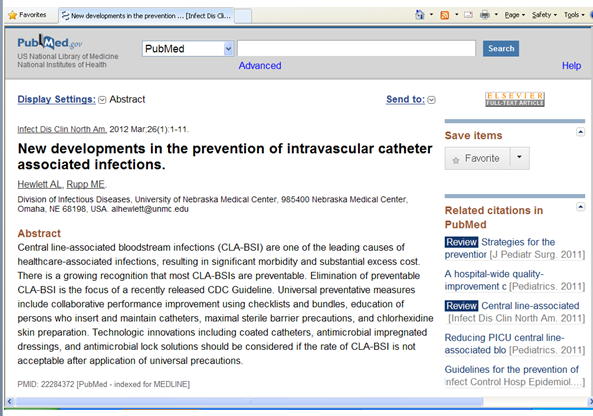 Favorites
New developments in the prevention ... [Infect Dis Cli...
Page
Safety
Tools
PubMed.gov
US National Library of Medicine
National Institutes of Health
PubMed
Search
Advanced
Help
Display Settings: Abstract
Send to:
ELSEVIER
FULL-TEXT ARTICLE
Infect Dis Clin North Am. 2012 Mar;26(1):1-11.
New developments in the prevention of intravascular catheter
associated infections.
Hewlett AL, Rupp ME.
Division of Infectious Diseases, University of Nebraska Medical Center, 985400 Nebraska Medical Center,
Omaha, NE 68198, USA. alhewlett@unmc.edu
Abstract
Central line-associated bloodstream infections (CLA-BSI) are one of the leading causes of
healthcare-associated infections, resulting in significant morbidity and substantial excess cost.
There is a growing recognition that most CLA-BSIs are preventable. Elimination of preventable
CLA-BSI is the focus of a recently released CDC Guideline. Universal preventative measures
include collaborative performance improvement using checklists and bundles, education of
persons who insert and maintain catheters, maximal sterile barrier precautions, and chlorhexidine
skin preparation. Technologic innovations including coated catheters, antimicrobial impregnated
dressings, and antimicrobial lock solutions should be considered if the rate of CLA-BSI is not
acceptable after application of universal precautions.
PMID: 22284372 [PubMed - indexed for MEDLINE]
Save items
Favorite
Related citations in
PubMed
Review Strategies for the
prevention [J Pediatr Surg. 2011]
A hospital-wide quality-
improvement c [Pediatrics. 2011]
Review Central line-associated
[Infect Dis Clin North Am. 2011]
Reducing PICU central line-
associated blo [Pediatrics. 2011]
Guidelines for the prevention of
Infect Control Hosp Epidemiol....]